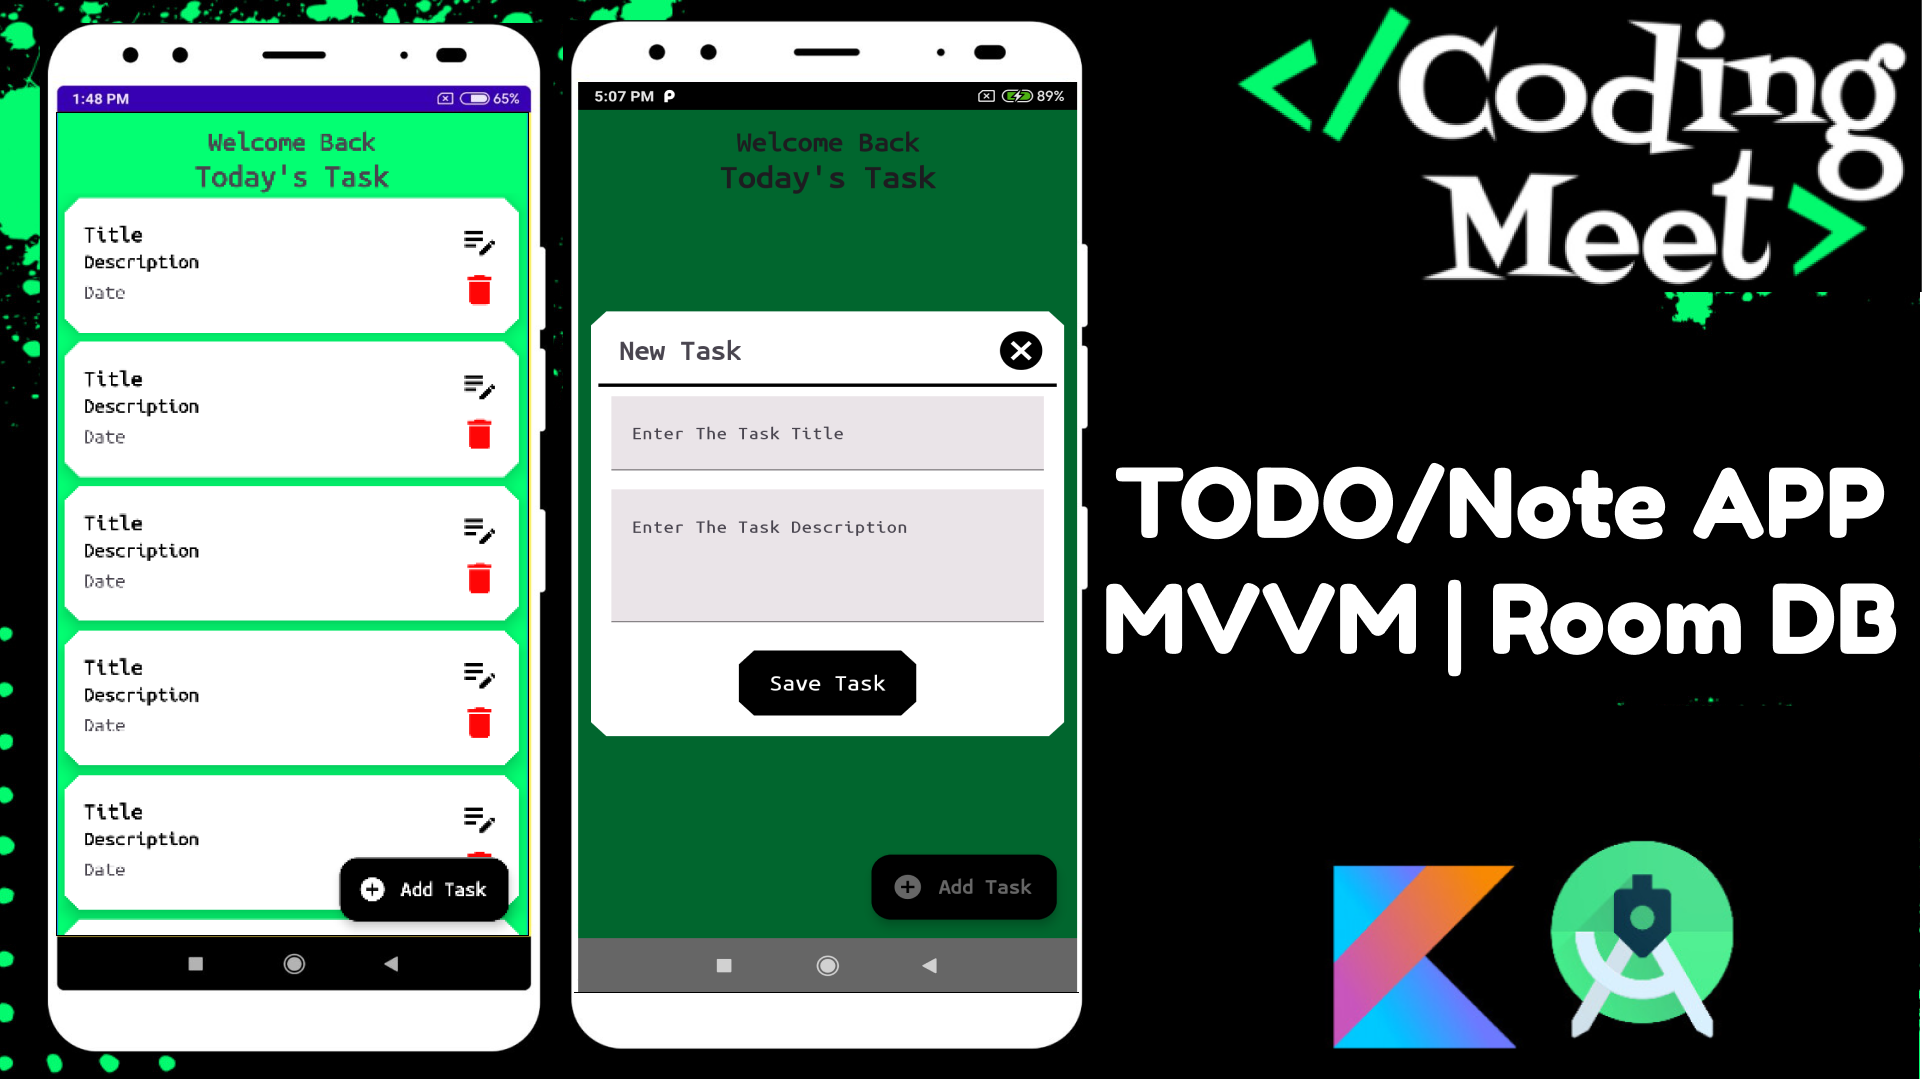 1:48 PM
65%
Welcome Back
Today's Task
Title
Description
Date
Title
Description
Date
Title
Description
Date
Title
Description
Date
Title
Description
Date
Add Task
5:07 PM
89%
Welcome Back
Today's Task
New Task
Enter The Task Title
Enter The Task Description
Save Task
Add Task
</Coding
Meet>
TODO/Note APP
MVVM | Room DB